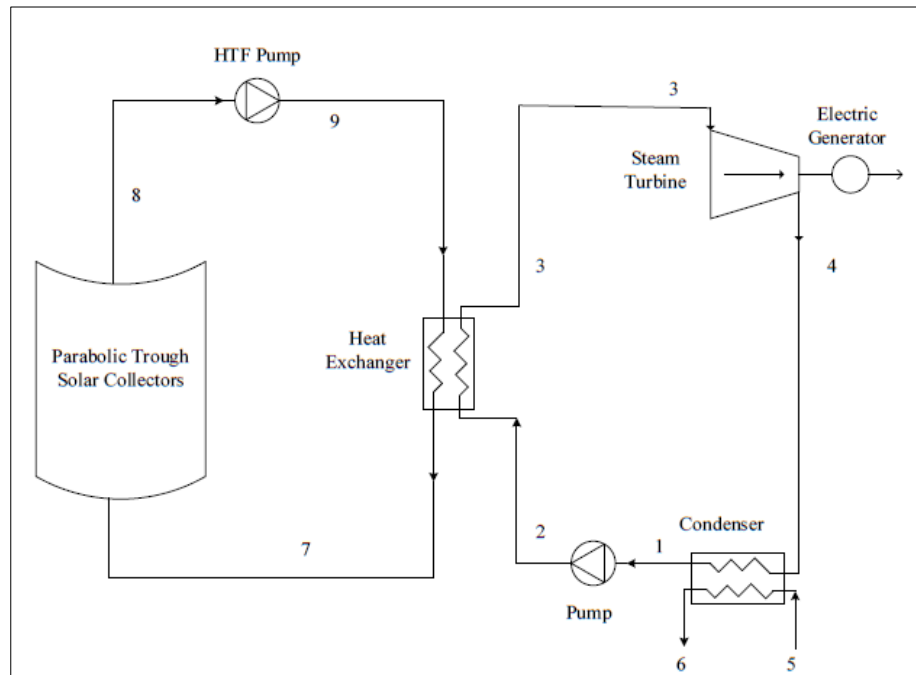 HTF Pump
3
9
Electric
Generator
Steam
Turbine
8
3
4
Heat
Exchanger
Parabolic Trough
Solar Collectors
Condenser
2
1
7
Pump
6
5